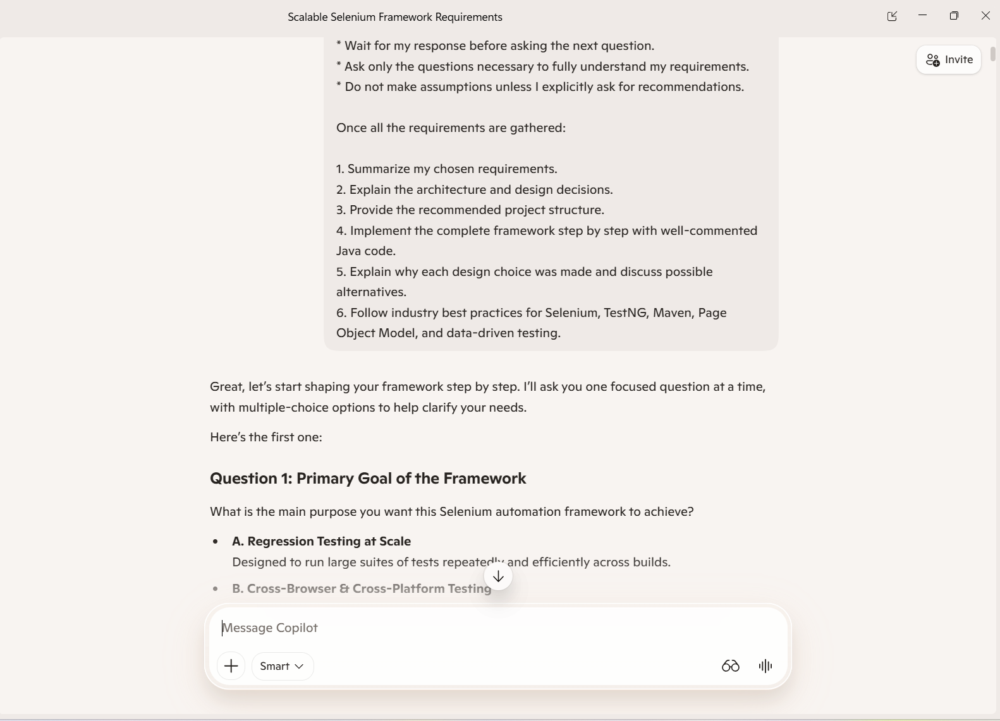 Scalable Selenium Framework Requirements
* Wait for my response before asking the next question.
Invite
* Ask only the questions necessary to fully understand my requirements.
* Do not make assumptions unless I explicitly ask for recommendations.
Once all the requirements are gathered:
1. Summarize my chosen requirements.
2. Explain the architecture and design decisions.
3. Provide the recommended project structure.
4. Implement the complete framework step by step with well-commented
Java code.
5. Explain why each design choice was made and discuss possible
alternatives.
6. Follow industry best practices for Selenium, TestNG, Maven, Page
Object Model, and data-driven testing.
Great, let’s start shaping your framework step by step. I’ll ask you one focused question at a time,
with multiple-choice options to help clarify your needs.
Here’s the first one:
Question 1: Primary Goal of the Framework
What is the main purpose you want this Selenium automation framework to achieve?
• A. Regression Testing at Scale
Designed to run large suites of tests repeatedly and efficiently across builds.
• B. Cross-Browser & Cross-Platform Testing
Message Copilot
Smart